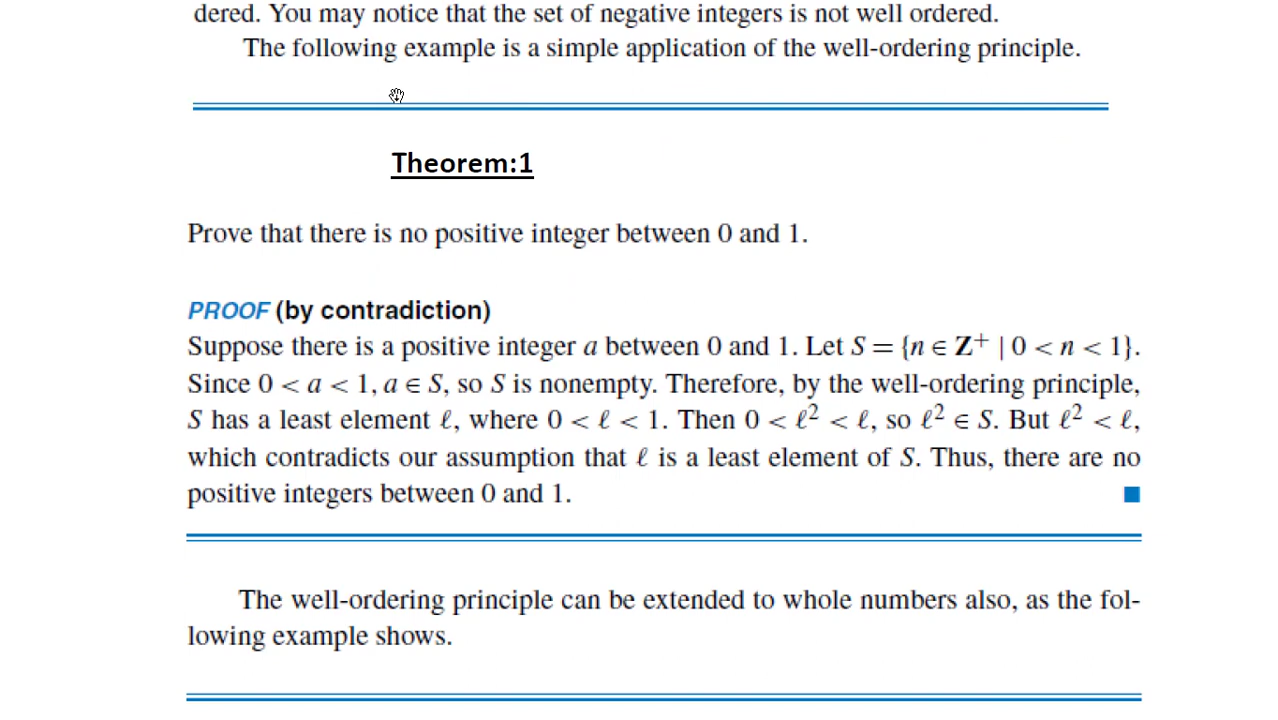 dered. You may notice that the set of negative integers is not well ordered.
The following example is a simple application of the well-ordering principle.
Theorem:1
Prove that there is no positive integer between 0 and 1.
PROOF (by contradiction)
Suppose there is a positive integer a between 0 and 1. Let S = {n ∈ Z⁺ | 0 < n < 1}.
Since 0 < a < 1, a ∈ S, so S is nonempty. Therefore, by the well-ordering principle,
S has a least element ℓ, where 0 < ℓ < 1. Then 0 < ℓ² < ℓ, so ℓ² ∈ S. But ℓ² < ℓ,
which contradicts our assumption that ℓ is a least element of S. Thus, there are no
positive integers between 0 and 1.
The well-ordering principle can be extended to whole numbers also, as the fol-
lowing example shows.